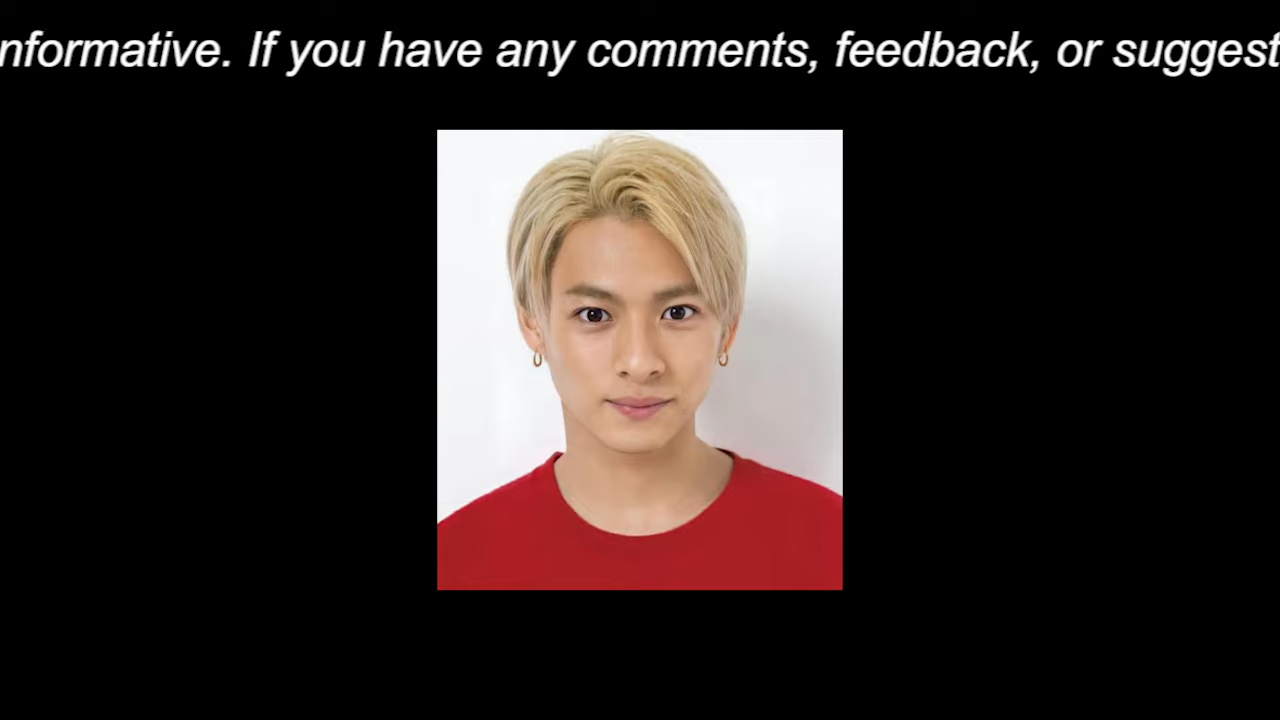 nformative. If you have any comments, feedback, or suggest